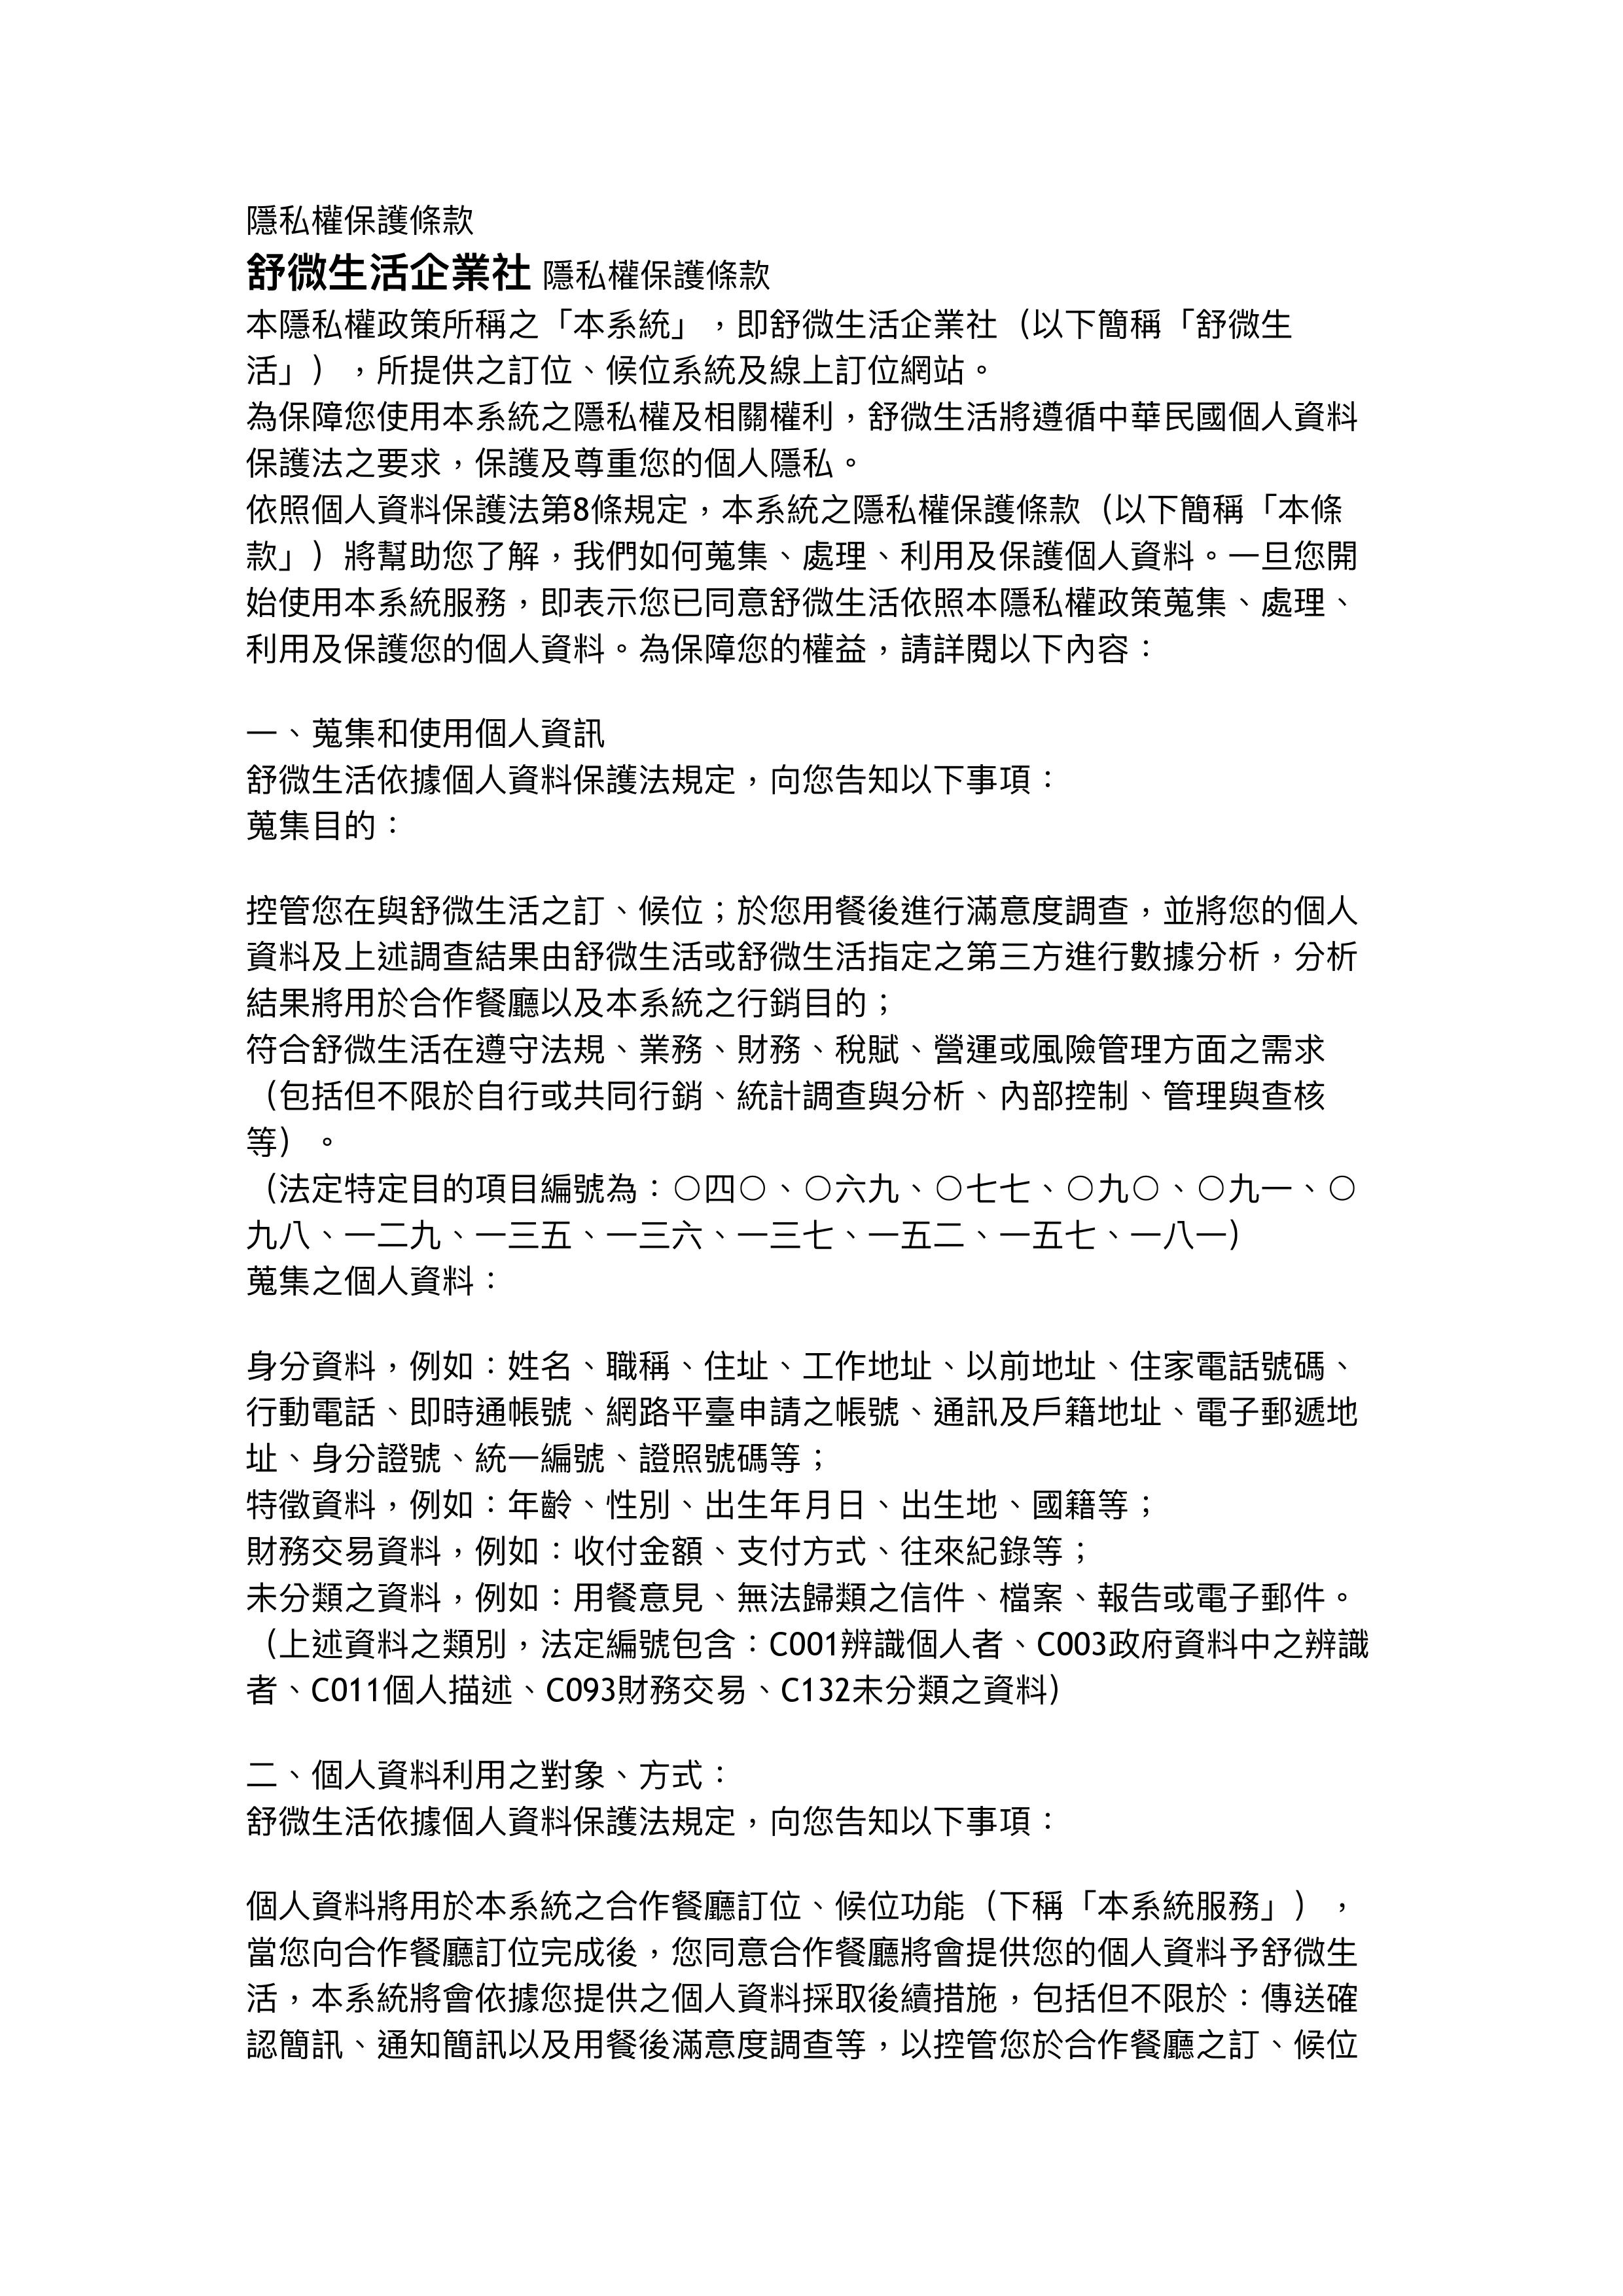 隱私權保護條款
舒微生活企業社 隱私權保護條款
本隱私權政策所稱之「本系統」，即舒微生活企業社（以下簡稱「舒微生
活」），所提供之訂位、候位系統及線上訂位網站。
為保障您使用本系統之隱私權及相關權利，舒微生活將遵循中華民國個人資料
保護法之要求，保護及尊重您的個人隱私。
依照個人資料保護法第8條規定，本系統之隱私權保護條款（以下簡稱「本條
款」）將幫助您了解，我們如何蒐集、處理、利用及保護個人資料。一旦您開
始使用本系統服務，即表示您已同意舒微生活依照本隱私權政策蒐集、處理、
利用及保護您的個人資料。為保障您的權益，請詳閱以下內容：
一、蒐集和使用個人資訊
舒微生活依據個人資料保護法規定，向您告知以下事項：
蒐集目的：
控管您在與舒微生活之訂、候位；於您用餐後進行滿意度調查，並將您的個人
資料及上述調查結果由舒微生活或舒微生活指定之第三方進行數據分析，分析
結果將用於合作餐廳以及本系統之行銷目的；
符合舒微生活在遵守法規、業務、財務、稅賦、營運或風險管理方面之需求
（包括但不限於自行或共同行銷、統計調查與分析、內部控制、管理與查核
等）。
（法定特定目的項目編號為：○四○、○六九、○七七、○九○、○九一、○
九八、一二九、一三五、一三六、一三七、一五二、一五七、一八一）
蒐集之個人資料：
身分資料，例如：姓名、職稱、住址、工作地址、以前地址、住家電話號碼、
行動電話、即時通帳號、網路平臺申請之帳號、通訊及戶籍地址、電子郵遞地
址、身分證號、統一編號、證照號碼等；
特徵資料，例如：年齡、性別、出生年月日、出生地、國籍等；
財務交易資料，例如：收付金額、支付方式、往來紀錄等；
未分類之資料，例如：用餐意見、無法歸類之信件、檔案、報告或電子郵件。
（上述資料之類別，法定編號包含：C001辨識個人者、C003政府資料中之辨識
者、C011個人描述、C093財務交易、C132未分類之資料）
二、個人資料利用之對象、方式：
舒微生活依據個人資料保護法規定，向您告知以下事項：
個人資料將用於本系統之合作餐廳訂位、候位功能（下稱「本系統服務」），
當您向合作餐廳訂位完成後，您同意合作餐廳將會提供您的個人資料予舒微生
活，本系統將會依據您提供之個人資料採取後續措施，包括但不限於：傳送確
認簡訊、通知簡訊以及用餐後滿意度調查等，以控管您於合作餐廳之訂、候位